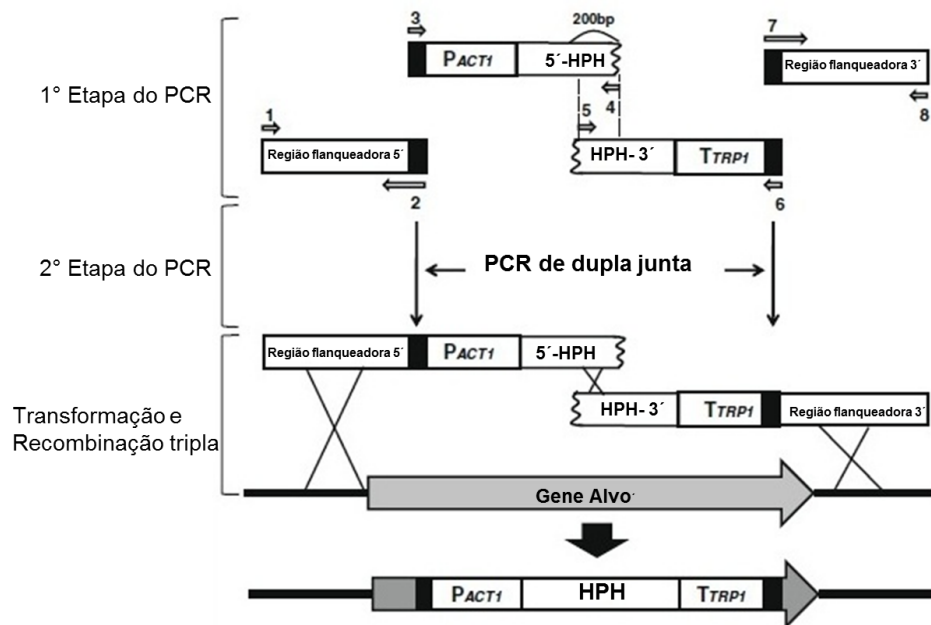 200bp
3
7
PACT1
5´-HPH
Região flanqueadora 3´
1° Etapa do PCR
5
4
8
1
Região flanqueadora 5´
HPH- 3´
TTRP1
2
6
2° Etapa do PCR
PCR de dupla junta
Região flanqueadora 5´
PACT1
5´-HPH
Transformação e
Recombinação tripla
HPH- 3´
TTRP1
Região flanqueadora 3´
Gene Alvo
PACT1
HPH
TTRP1